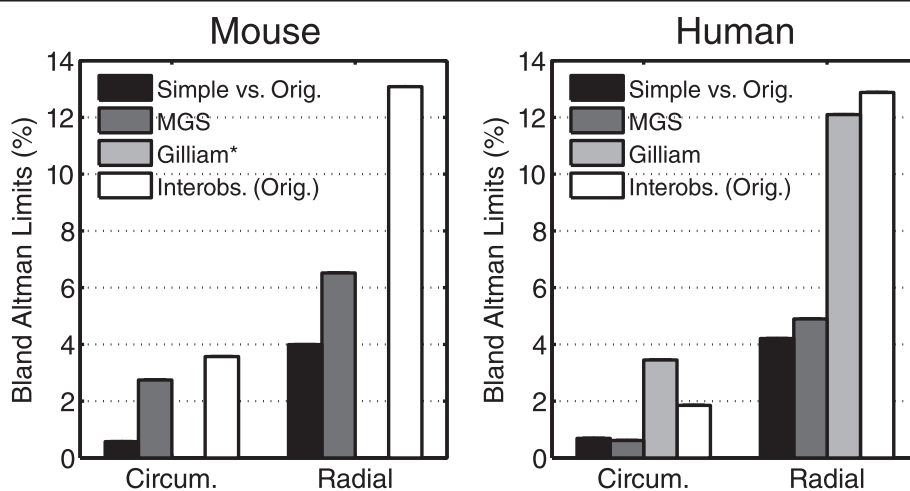 Mouse
Bland Altman Limits (%)
14
12
10
8
6
4
2
0
Simple vs. Orig.
MGS
Gilliam*
Interobs. (Orig.)
Circum.
Radial
Human
Bland Altman Limits (%)
14
12
10
8
6
4
2
0
Simple vs. Orig.
MGS
Gilliam
Interobs. (Orig.)
Circum.
Radial